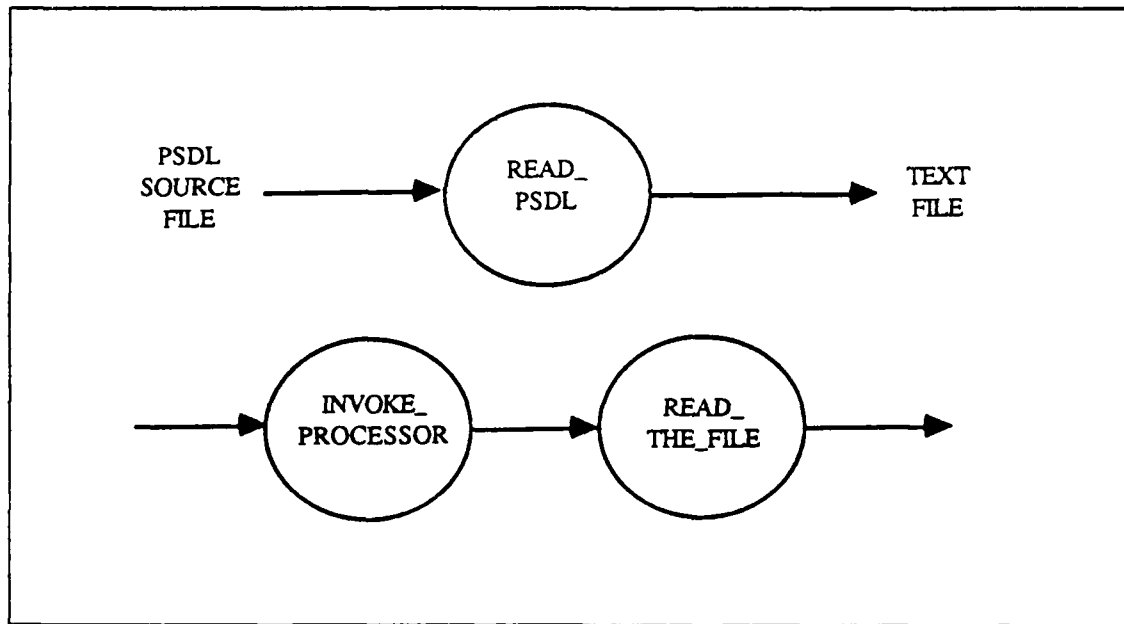 PSDL
SOURCE
FILE
READ_
PSDL
TEXT
FILE
INVOKE_
PROCESSOR
READ_
THE_FILE